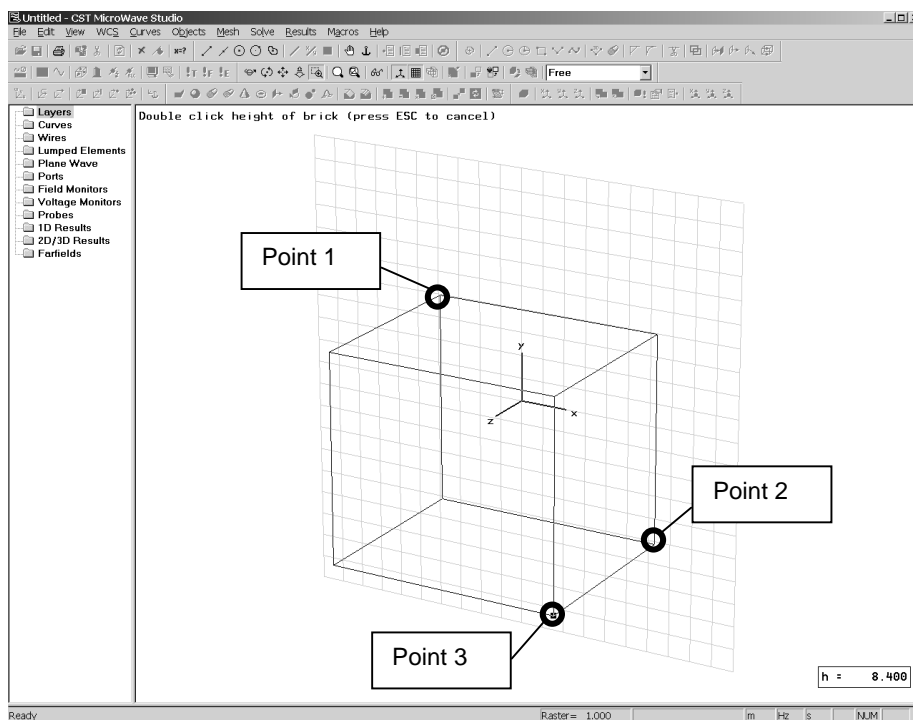 Untitled - CST MicroWave Studio
File Edit View WCS Curves Objects Mesh Solve Results Macros Help
x=?
Free
Layers
Curves
Wires
Lumped Elements
Plane Wave
Ports
Field Monitors
Voltage Monitors
Probes
1D Results
2D/3D Results
Farfields
Double click height of brick (press ESC to cancel)
Point 1
y
x
z
Point 2
Point 3
h = 8.400
Ready
Raster= 1.000
m
Hz
s
NUM